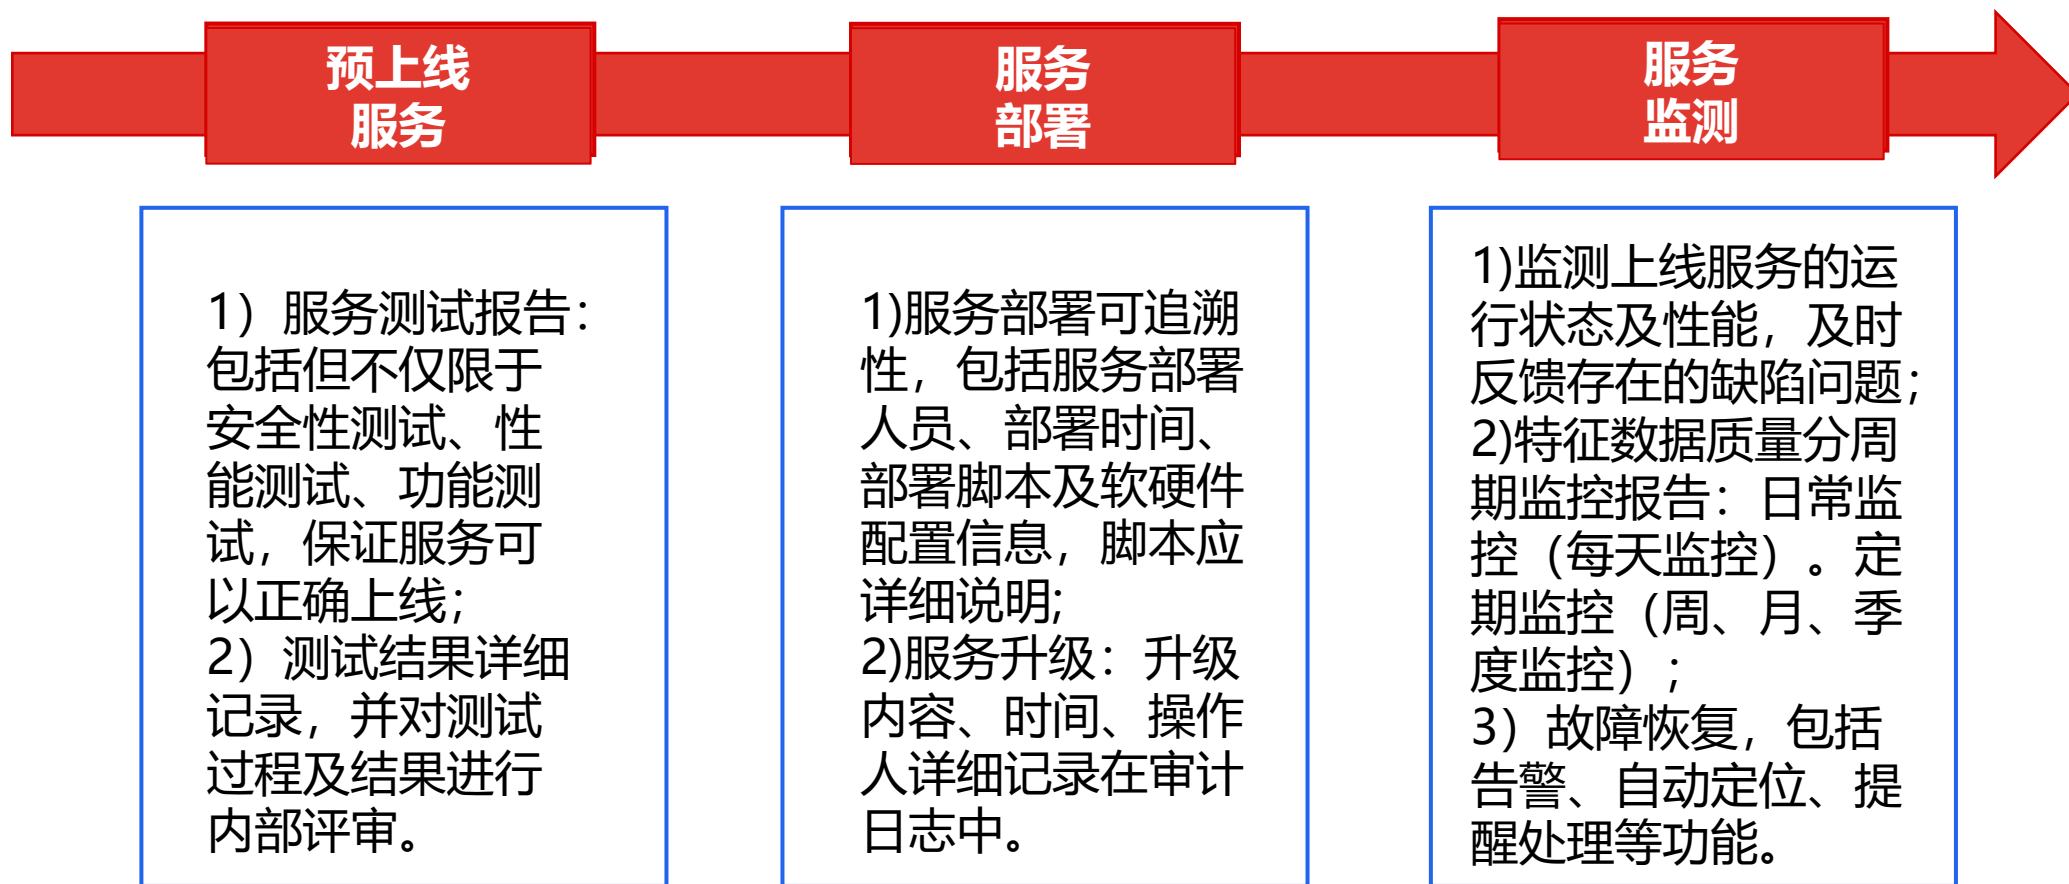 预上线
服务
服务
部署
服务
监测
1）服务测试报告：
包括但不仅限于
安全性测试、性
能测试、功能测
试，保证服务可
以正确上线；
2）测试结果详细
记录，并对测试
过程及结果进行
内部评审。
1)服务部署可追溯
性，包括服务部署
人员、部署时间、
部署脚本及软硬件
配置信息，脚本应
详细说明;
2)服务升级：升级
内容、时间、操作
人详细记录在审计
日志中。
1)监测上线服务的运
行状态及性能，及时
反馈存在的缺陷问题；
2)特征数据质量分周
期监控报告：日常监
控（每天监控）。定
期监控（周、月、季
度监控）；
3）故障恢复，包括
告警、自动定位、提
醒处理等功能。